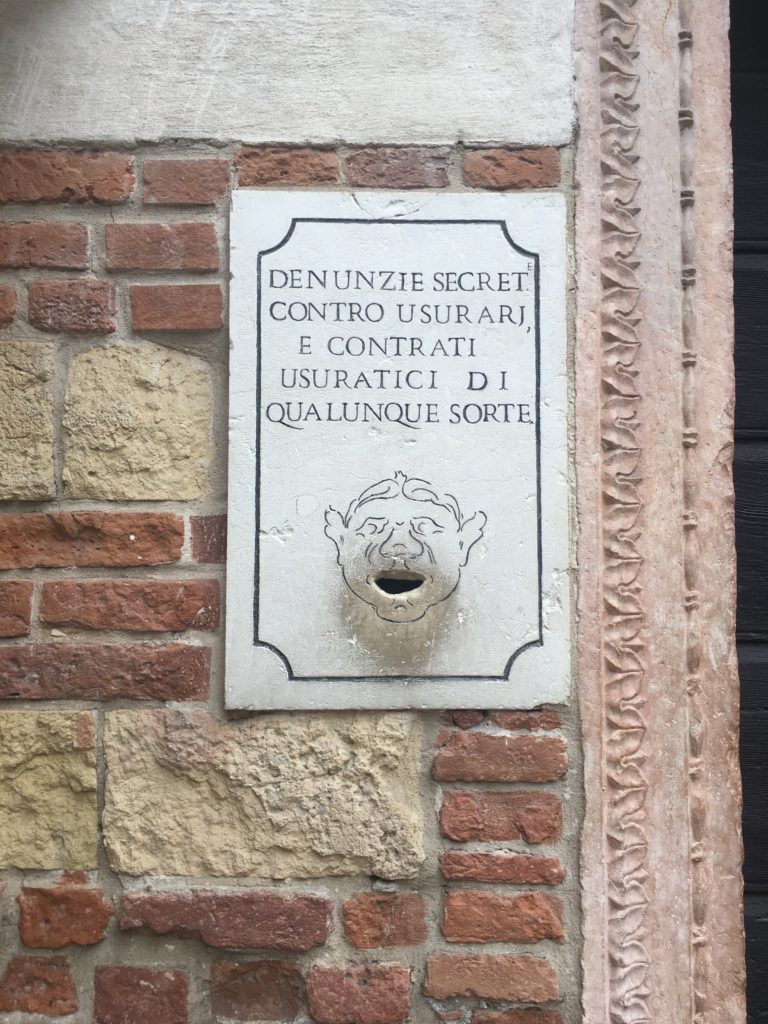 DENUNZIE SECRETE
CONTRO USURARJ,
E CONTRATI
USURATICI DI
QUALUNQUE SORTE.